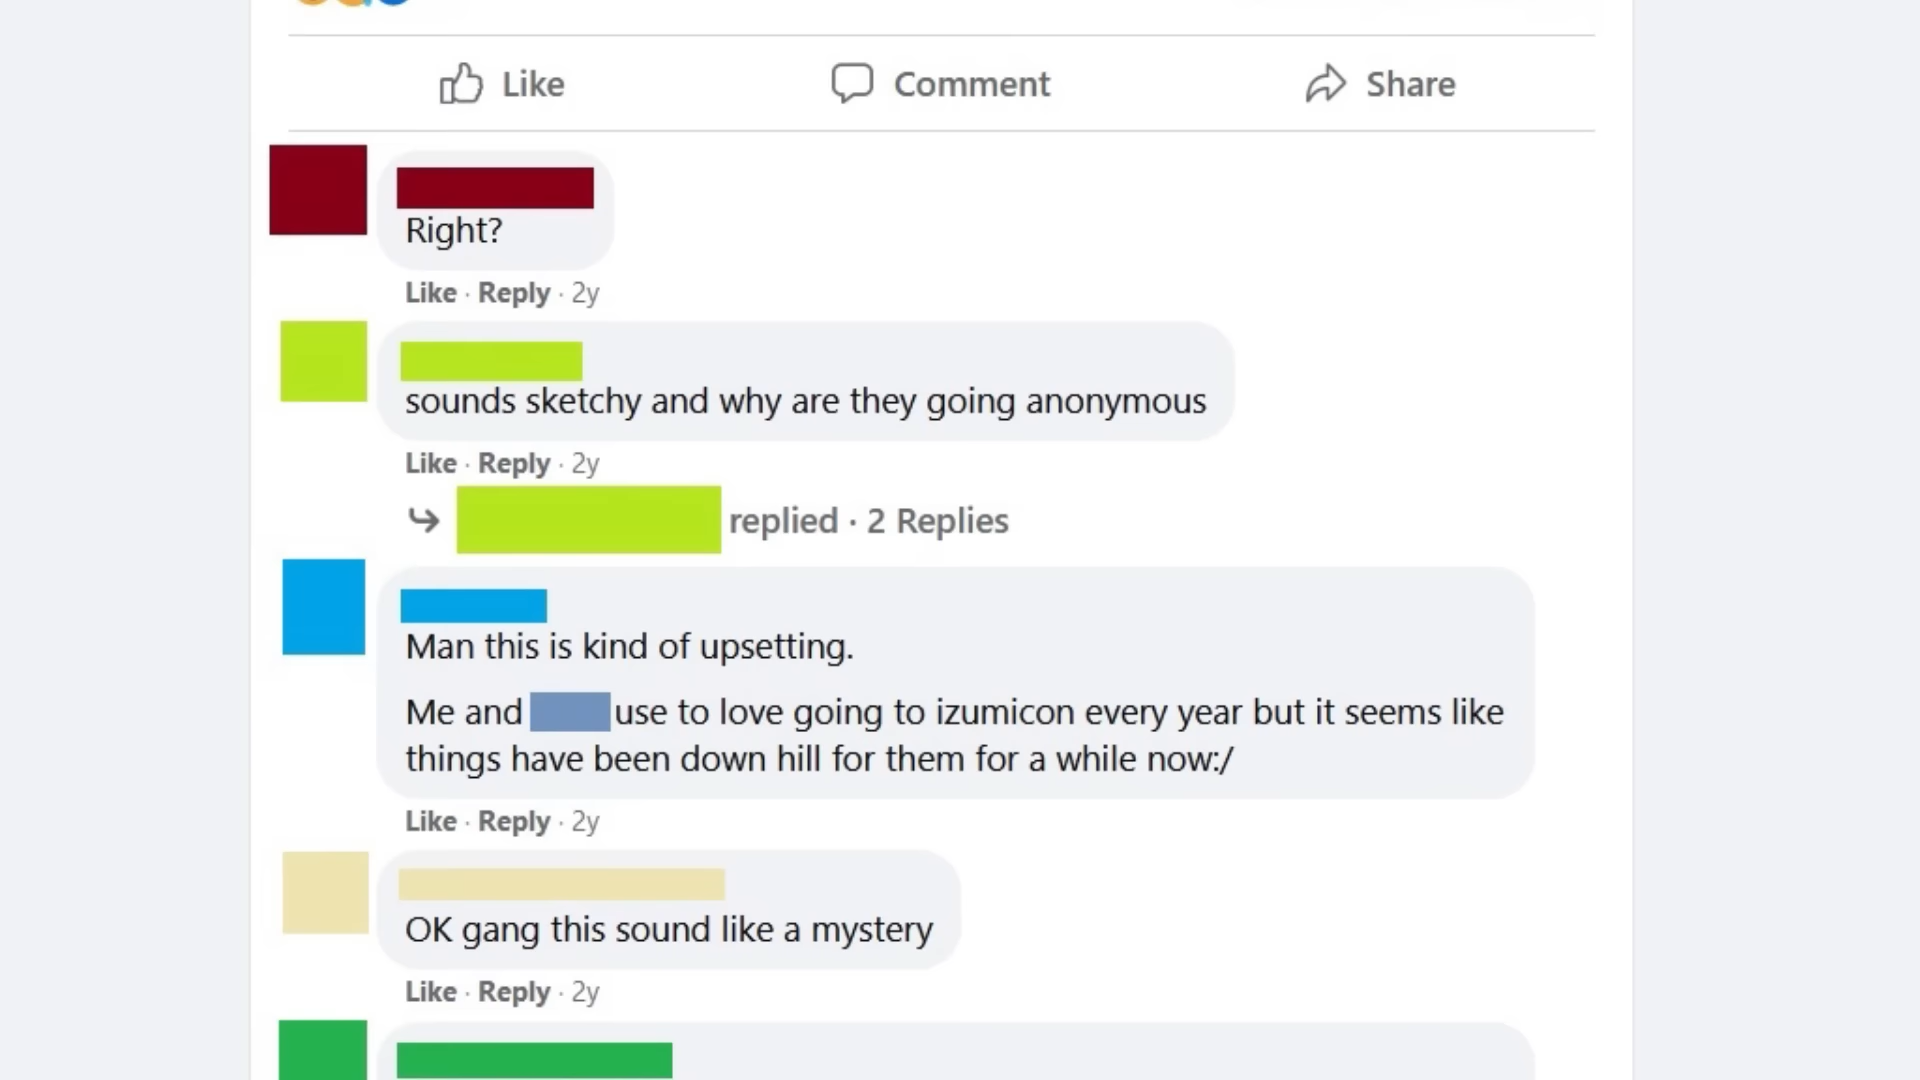 Like Comment Share
Right?
Like · Reply · 2y
sounds sketchy and why are they going anonymous
Like · Reply · 2y
replied · 2 Replies
Man this is kind of upsetting.
Me and use to love going to izumicon every year but it seems like
things have been down hill for them for a while now:/
Like · Reply · 2y
OK gang this sound like a mystery
Like · Reply · 2y